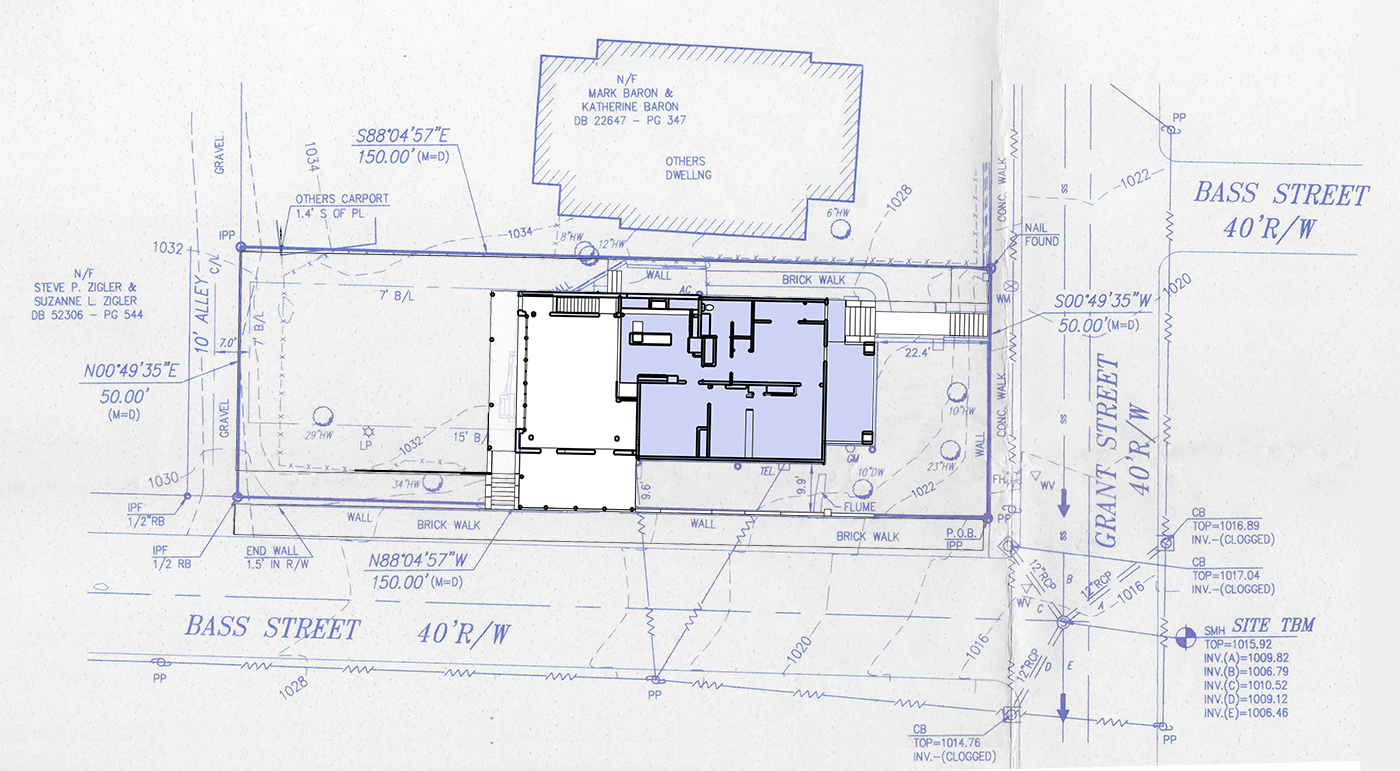 N/F
MARK BARON &
KATHERINE BARON
DB 22647 - PG 347
OTHERS
DWELLNG
S88°04'57"E
150.00' (M=D)
1034
GRAVEL
OTHERS CARPORT
1.4' S OF PL
IPP
1032
1034
8"HW
12"HW
6"HW
1028
CONC. WALK
SS
PP
1022
BASS STREET
40'R/W
NAIL
FOUND
N/F
STEVE P. ZIGLER &
SUZANNE L. ZIGLER
DB 52306 - PG 544
10' ALLEY
C/L
7' B/L
7.0'
7' B/L
WALL
WALL
AC
BRICK WALK
WM
S00°49'35"W
50.00' (M=D)
1020
22.4'
N00°49'35"E
50.00'
(M=D)
GRAVEL
29"HW
LP
1032
15' B/
10"HW
23"HW
CONC. WALK
WALL
GRANT STREET
40'R/W
SS
1030
34"HW
9.6'
TEL.
9.9'
GM
10"DW
FLUME
1022
FH
WV
PP
IPF
1/2"RB
IPF
1/2 RB
END WALL
1.5' IN R/W
WALL
BRICK WALK
WALL
BRICK WALK
P.O.B.
IPP
N88°04'57"W
150.00' (M=D)
CB
TOP=1016.89
INV.-(CLOGGED)
CB
TOP=1017.04
INV.-(CLOGGED)
SS
12"RCP
B
12"RCP
1016
WV
C
A
BASS STREET
40'R/W
1020
1016
12"RCP
D
E
SMH SITE TBM
TOP=1015.92
INV.(A)=1009.82
INV.(B)=1006.79
INV.(C)=1010.52
INV.(D)=1009.12
INV.(E)=1006.46
PP
1028
PP
PP
CB
TOP=1014.76
INV.-(CLOGGED)